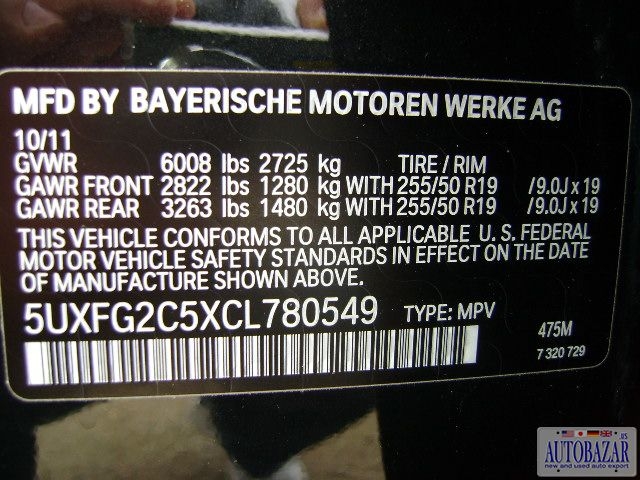 MFD BY BAYERISCHE MOTOREN WERKE AG
10/11
GVWR 6008 lbs 2725 kg TIRE / RIM
GAWR FRONT 2822 lbs 1280 kg WITH 255/50 R19 /9.0J x 19
GAWR REAR 3263 lbs 1480 kg WITH 255/50 R19 /9.0J x 19
THIS VEHICLE CONFORMS TO ALL APPLICABLE U. S. FEDERAL
MOTOR VEHICLE SAFETY STANDARDS IN EFFECT ON THE DATE
OF MANUFACTURE SHOWN ABOVE.
5UXFG2C5XCL780549 TYPE: MPV
475M
7 320 729
AUTOBAZAR.US
new and used auto export